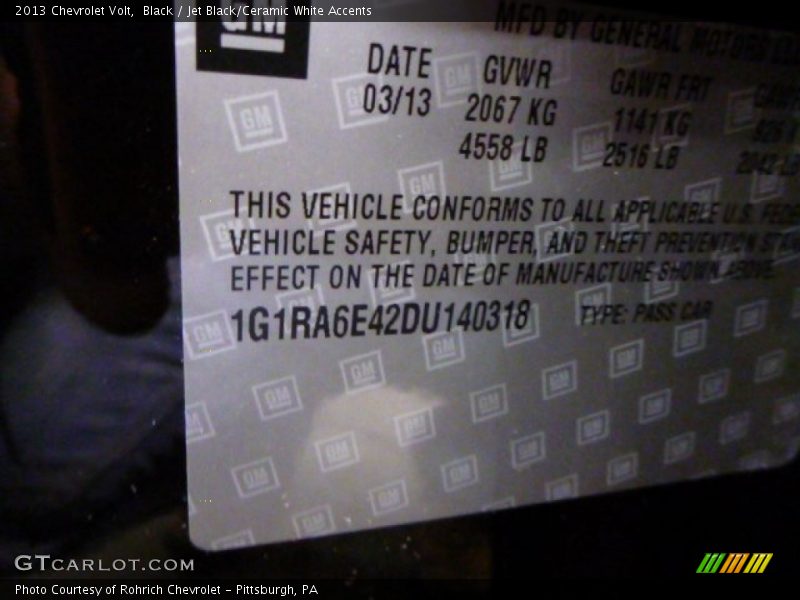 2013 Chevrolet Volt, Black / Jet Black/Ceramic White Accents
GM
MFD BY GENERAL MOTORS
DATE GVWR GAWR FRT
03/13 2067 KG 1141 KG
4558 LB 2516 LB
THIS VEHICLE CONFORMS TO ALL APPLICABLE U.S.
VEHICLE SAFETY, BUMPER, AND THEFT PREVENTION
EFFECT ON THE DATE OF MANUFACTURE SHOWN ABOVE.
1G1RA6E42DU140318 TYPE: PASS CAR
GTCARLOT.COM
Photo Courtesy of Rohrich Chevrolet - Pittsburgh, PA